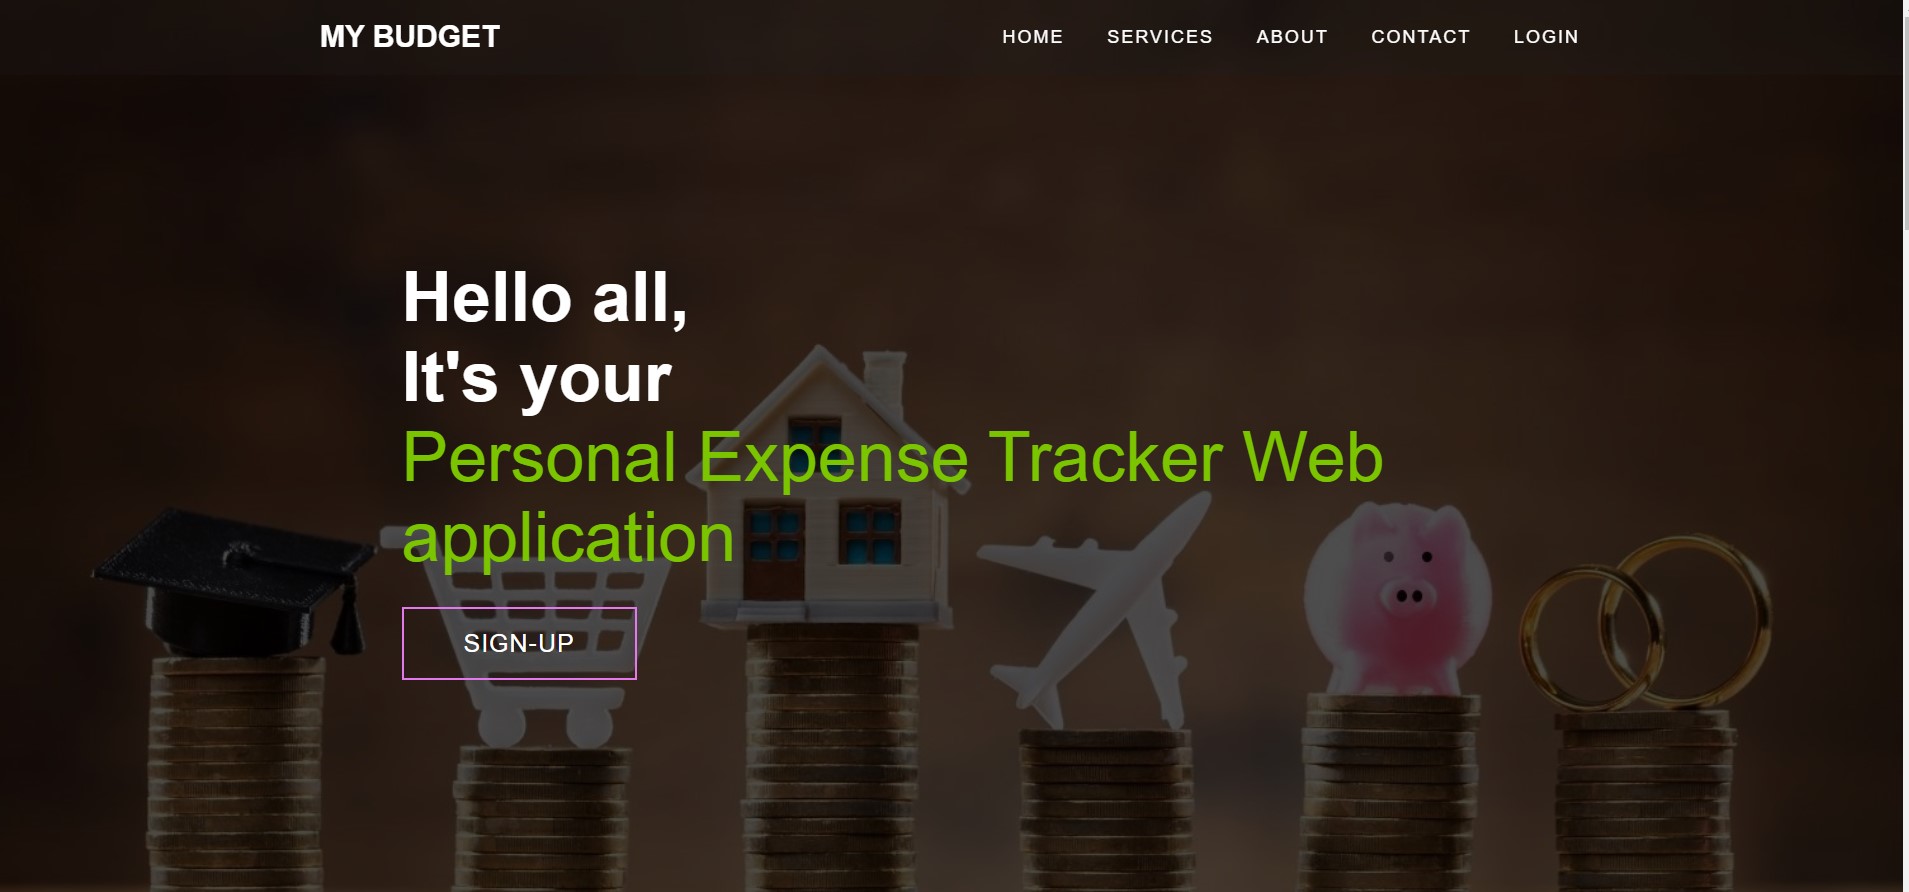 MY BUDGET
HOME SERVICES ABOUT CONTACT LOGIN
Hello all,
It's your
Personal Expense Tracker Web
application
SIGN-UP